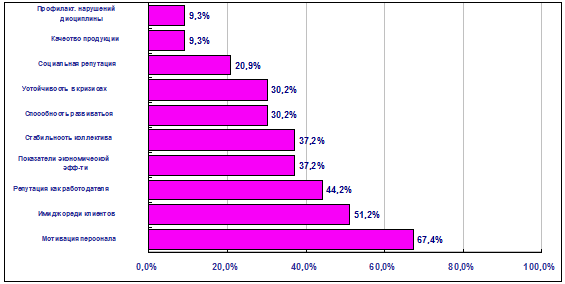 Профилакт. нарушений
дисциплины
9,3%
Качество продукции
9,3%
Социальная репутация
20,9%
Устойчивость в кризисах
30,2%
Способность развиваться
30,2%
Стабильность коллектива
37,2%
Показатели экономической
эфф-ти
37,2%
Репутация как работодателя
44,2%
Имидж среди клиентов
51,2%
Мотивация персонала
67,4%
0,0% 20,0% 40,0% 60,0% 80,0% 100,0%